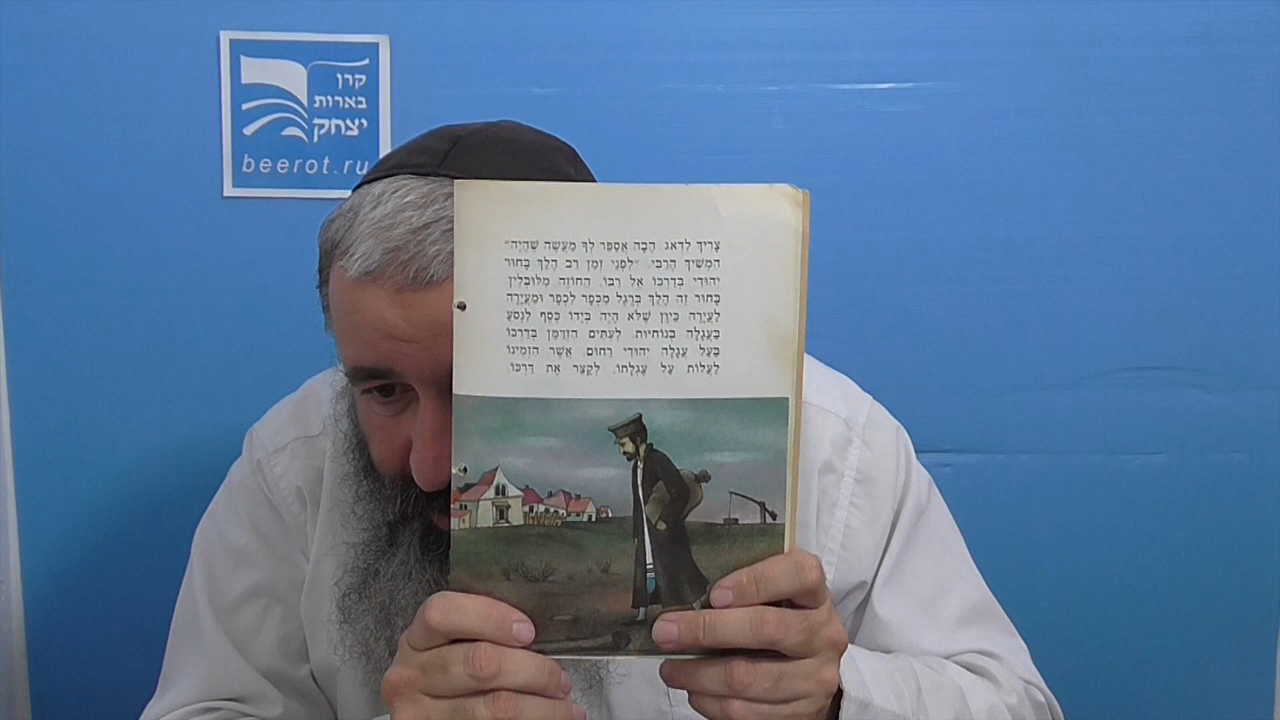 קרן
בארות
יצחק
beerot.ru
צָרִיךְ לִדְאֹג. הָבָה אֲסַפֵּר לְךָ מַעֲשֶׂה שֶׁהָיָה"
הִמְשִׁיךְ הָרַבִּי. "לִפְנֵי זְמַן רַב הָלַךְ בָּחוּר
יְהוּדִי בְּדַרְכּוֹ אֶל רַבּוֹ, הַחוֹזֶה מִלּוּבְּלִין.
בָּחוּר זֶה הָלַךְ בָּרֶגֶל מִכְּפָר לִכְפָר וּמֵעֲיָרָה
לַעֲיָרָה כֵּיוָן שֶׁלֹּא הָיָה בְּיָדוֹ כֶּסֶף לִנְסֹעַ
בַּעֲגָלָה בְּנוֹחִיּוּת. לְעִתִּים הִזְדַּמֵּן בְּדַרְכּוֹ
בַּעַל עֲגָלָה יְהוּדִי רַחוּם, אֲשֶׁר הִזְמִינוֹ
לַעֲלוֹת עַל עֶגְלָתוֹ, לְקַצֵּר אֶת דַּרְכּוֹ.